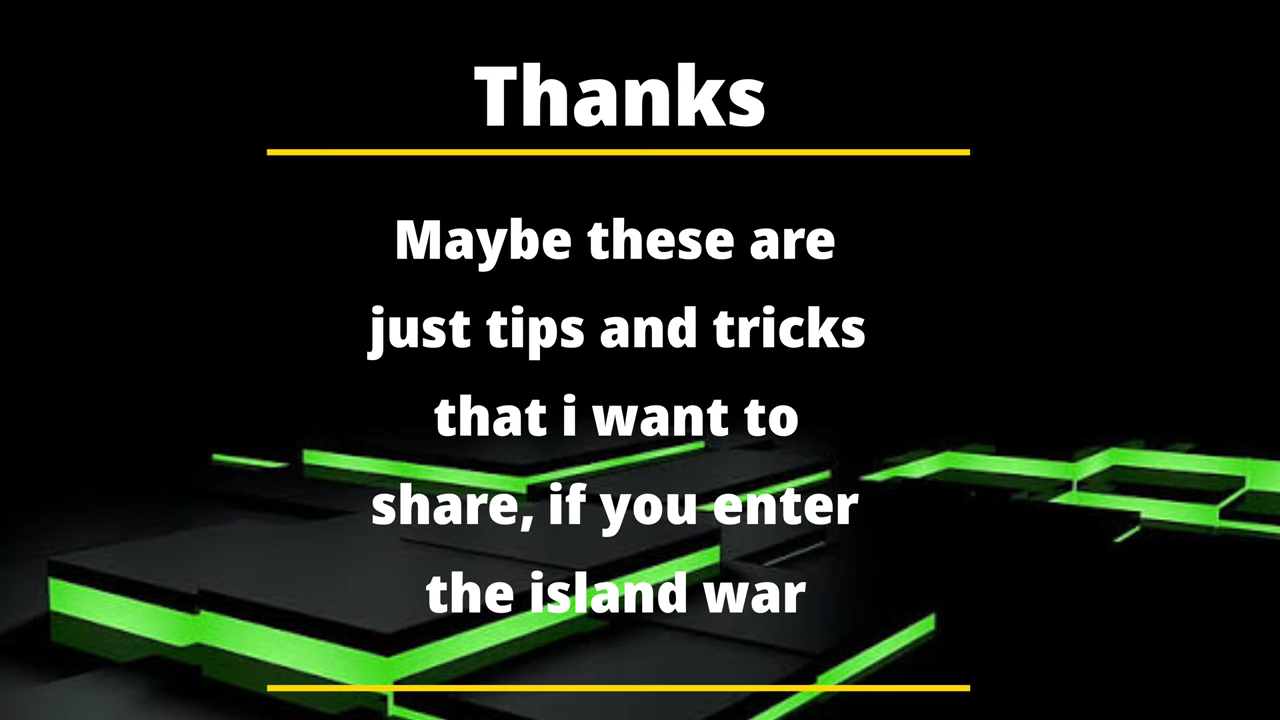 Thanks
Maybe these are
just tips and tricks
that i want to
share, if you enter
the island war